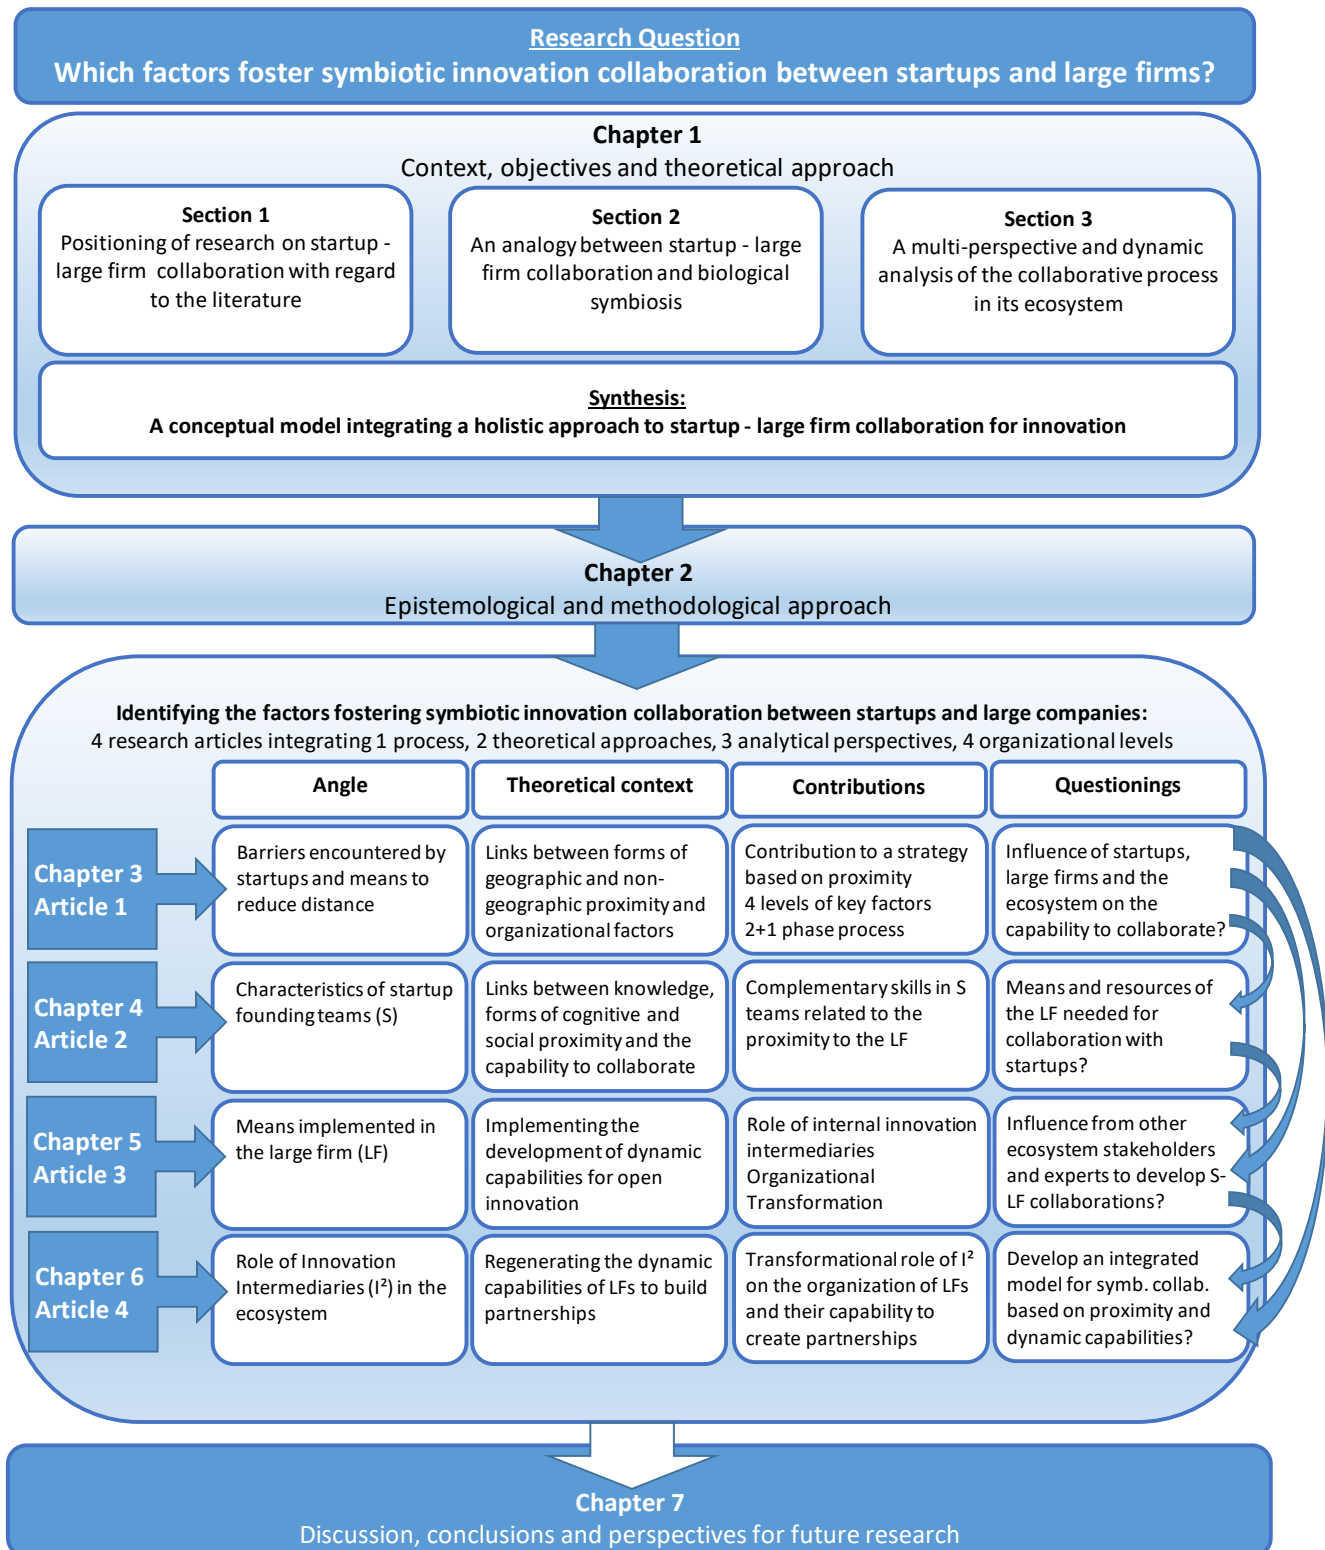 Research Question
Which factors foster symbiotic innovation collaboration between startups and large firms?
Chapter 1
Context, objectives and theoretical approach
Section 1
Positioning of research on startup -
large firm collaboration with regard
to the literature
Section 2
An analogy between startup - large
firm collaboration and biological
symbiosis
Section 3
A multi-perspective and dynamic
analysis of the collaborative process
in its ecosystem
Synthesis:
A conceptual model integrating a holistic approach to startup - large firm collaboration for innovation
Chapter 2
Epistemological and methodological approach
Identifying the factors fostering symbiotic innovation collaboration between startups and large companies:
4 research articles integrating 1 process, 2 theoretical approaches, 3 analytical perspectives, 4 organizational levels
Angle
Theoretical context
Contributions
Questionings
Chapter 3
Article 1
Barriers encountered by
startups and means to
reduce distance
Links between forms of
geographic and non-
geographic proximity and
organizational factors
Contribution to a strategy
based on proximity
4 levels of key factors
2+1 phase process
Influence of startups,
large firms and the
ecosystem on the
capability to collaborate?
Chapter 4
Article 2
Characteristics of startup
founding teams (S)
Links between knowledge,
forms of cognitive and
social proximity and the
capability to collaborate
Complementary skills in S
teams related to the
proximity to the LF
Means and resources of
the LF needed for
collaboration with
startups?
Chapter 5
Article 3
Means implemented in
the large firm (LF)
Implementing the
development of dynamic
capabilities for open
innovation
Role of internal innovation
intermediaries
Organizational
Transformation
Influence from other
ecosystem stakeholders
and experts to develop S-
LF collaborations?
Chapter 6
Article 4
Role of Innovation
Intermediaries (I²) in the
ecosystem
Regenerating the dynamic
capabilities of LFs to build
partnerships
Transformational role of I²
on the organization of LFs
and their capability to
create partnerships
Develop an integrated
model for symb. collab.
based on proximity and
dynamic capabilities?
Chapter 7
Discussion, conclusions and perspectives for future research